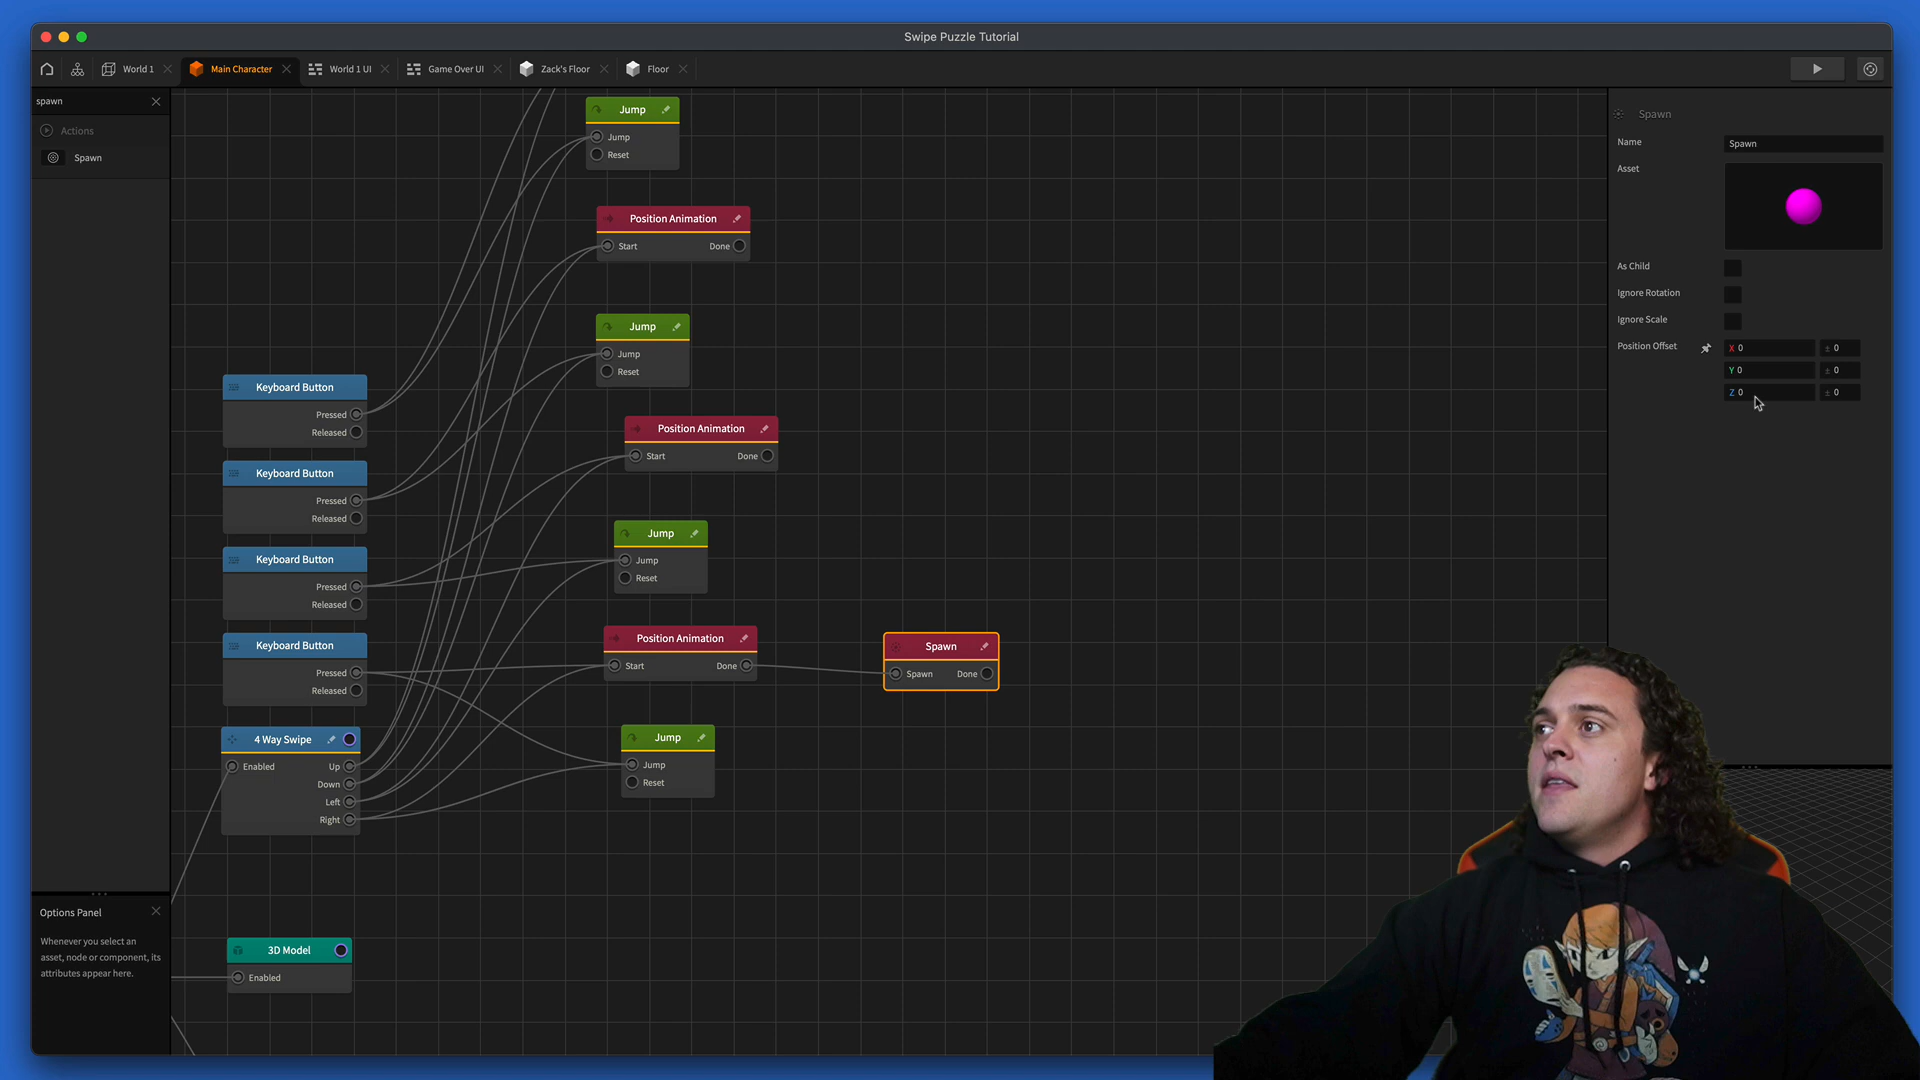 Swipe Puzzle Tutorial
World 1
Main Character
World 1 UI
Game Over UI
Zack's Floor
Floor
spawn
Actions
Spawn
Jump
Jump
Reset
Position Animation
Start
Done
Jump
Jump
Reset
Keyboard Button
Pressed
Released
Position Animation
Start
Done
Keyboard Button
Pressed
Released
Jump
Jump
Reset
Keyboard Button
Pressed
Released
Position Animation
Start
Done
Keyboard Button
Pressed
Released
Spawn
Spawn
Done
4 Way Swipe
Enabled
Up
Down
Left
Right
Jump
Jump
Reset
3D Model
Enabled
Options Panel
Whenever you select an
asset, node or component, its
attributes appear here.
Spawn
Name
Spawn
Asset
As Child
Ignore Rotation
Ignore Scale
Position Offset
X 0
± 0
Y 0
± 0
Z 0
± 0